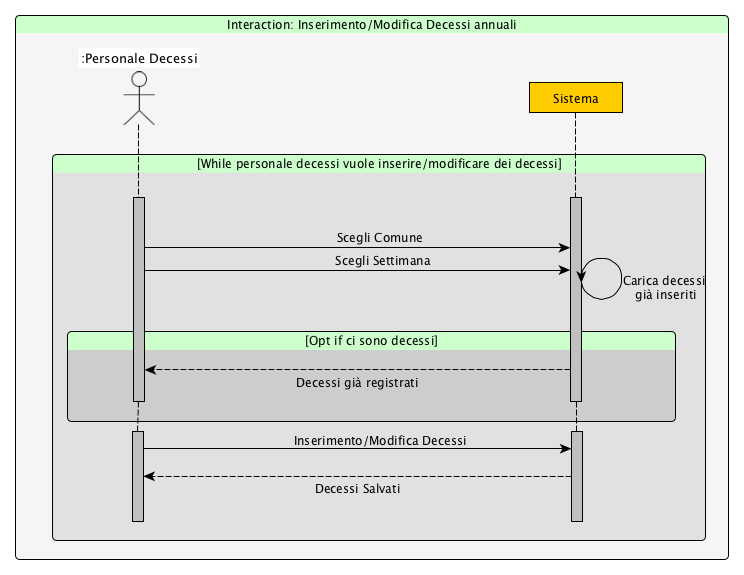 Interaction: Inserimento/Modifica Decessi annuali
:Personale Decessi
Sistema
[While personale decessi vuole inserire/modificare dei decessi]
Scegli Comune
Scegli Settimana
Carica decessi
già inseriti
[Opt if ci sono decessi]
Decessi già registrati
Inserimento/Modifica Decessi
Decessi Salvati